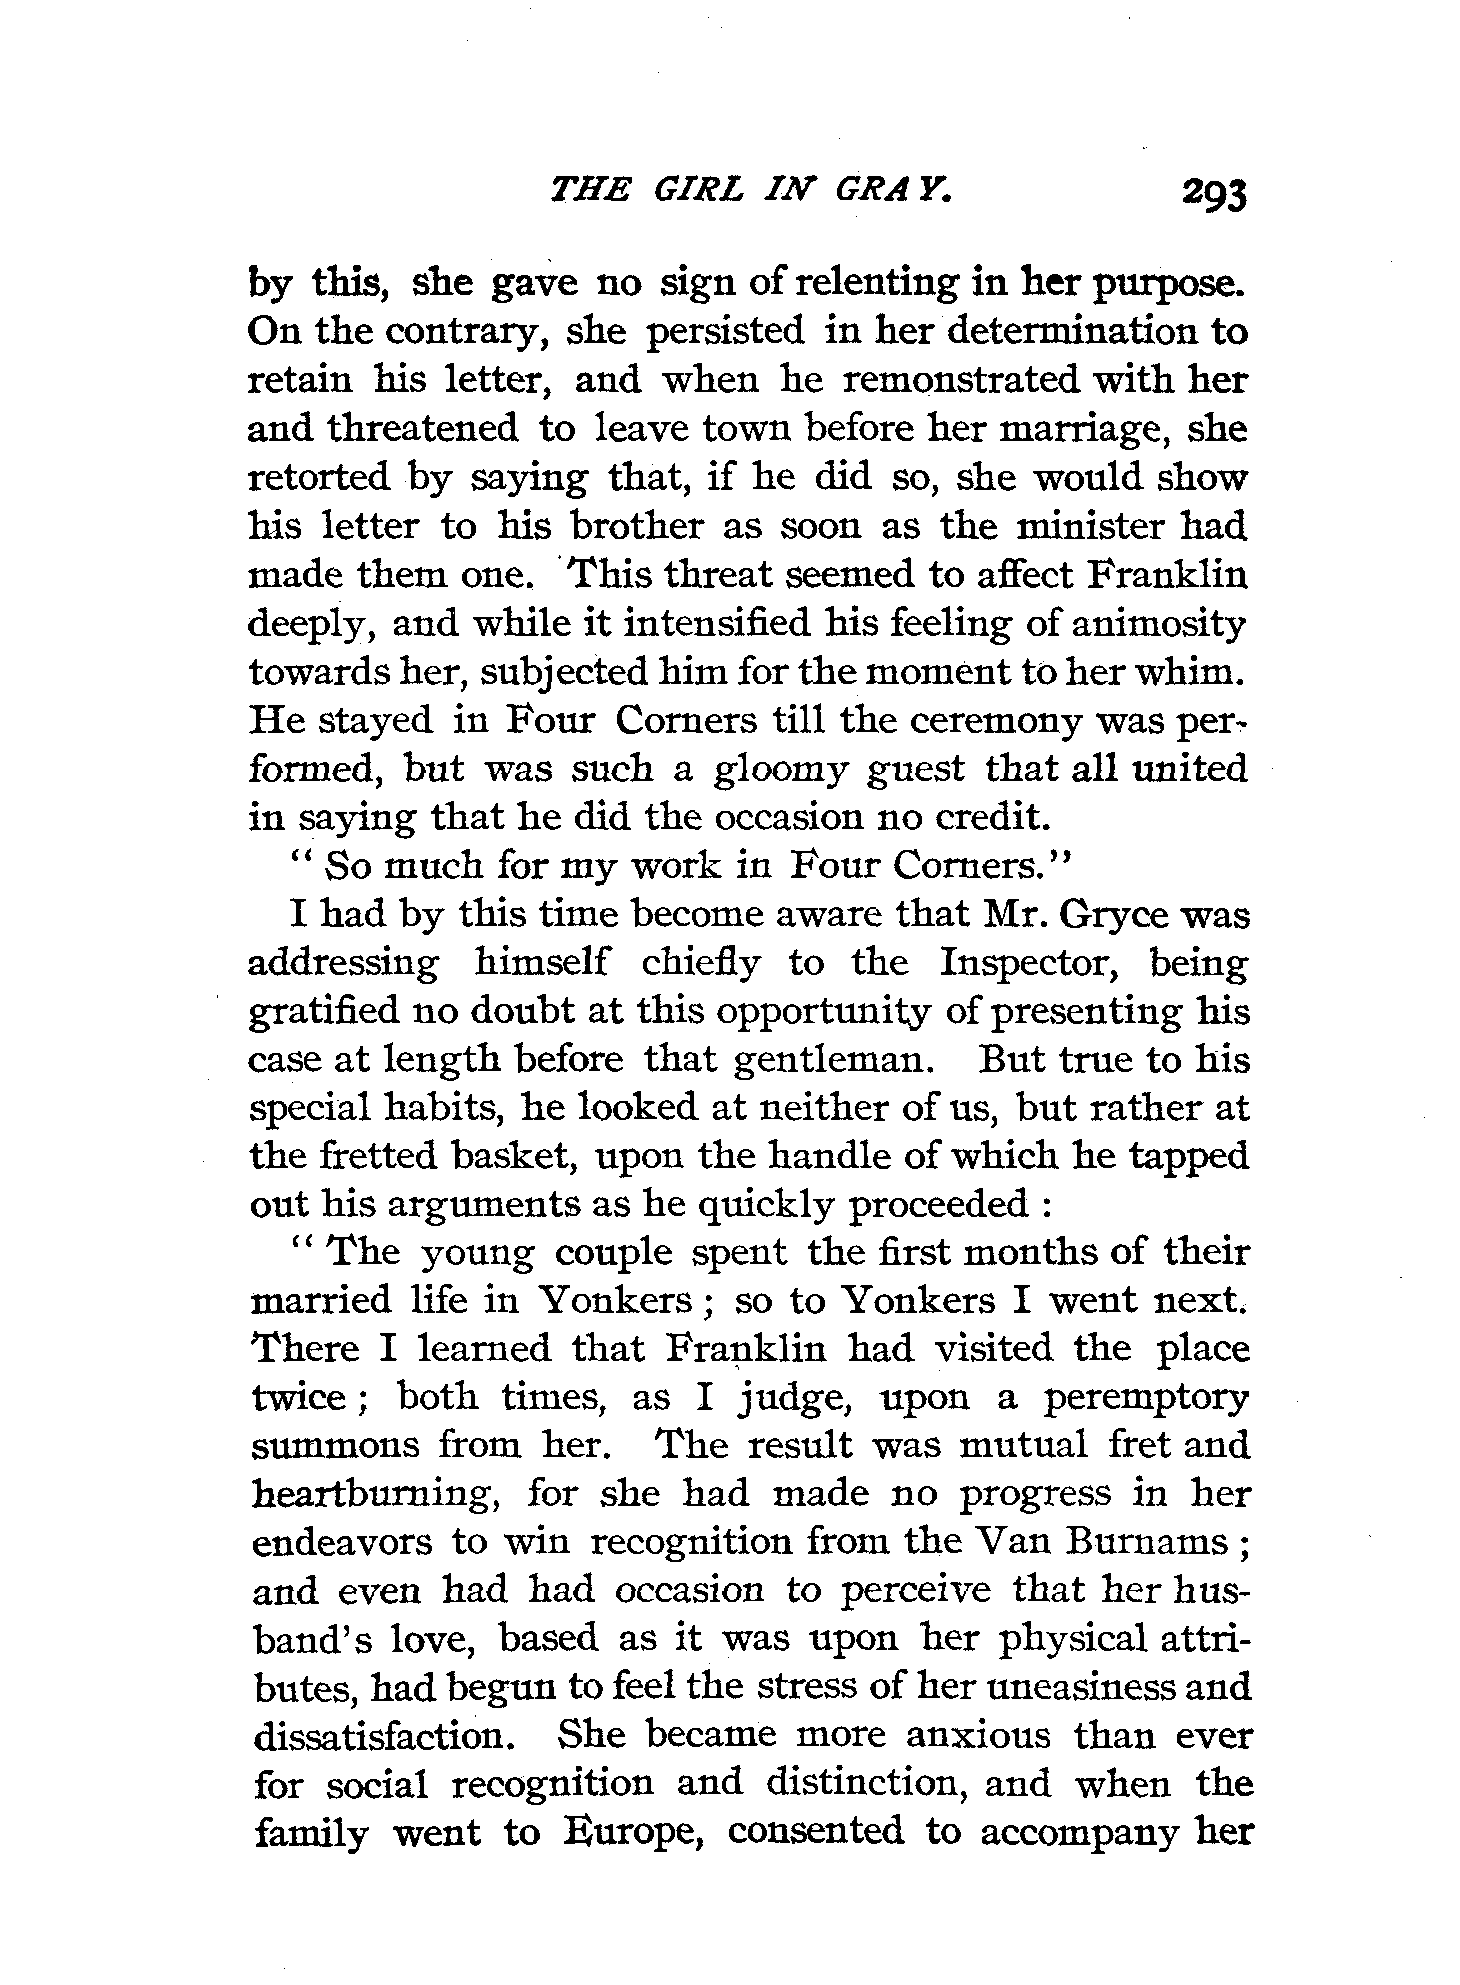 THE GIRL IN GRAY. 293
by this, she gave no sign of relenting in her purpose.
On the contrary, she persisted in her determination to
retain his letter, and when he remonstrated with her
and threatened to leave town before her marriage, she
retorted by saying that, if he did so, she would show
his letter to his brother as soon as the minister had
made them one. This threat seemed to affect Franklin
deeply, and while it intensified his feeling of animosity
towards her, subjected him for the moment to her whim.
He stayed in Four Corners till the ceremony was per-
formed, but was such a gloomy guest that all united
in saying that he did the occasion no credit.
“ So much for my work in Four Corners.”
I had by this time become aware that Mr. Gryce was
addressing himself chiefly to the Inspector, being
gratified no doubt at this opportunity of presenting his
case at length before that gentleman. But true to his
special habits, he looked at neither of us, but rather at
the fretted basket, upon the handle of which he tapped
out his arguments as he quickly proceeded :
“ The young couple spent the first months of their
married life in Yonkers ; so to Yonkers I went next.
There I learned that Franklin had visited the place
twice ; both times, as I judge, upon a peremptory
summons from her. The result was mutual fret and
heartburning, for she had made no progress in her
endeavors to win recognition from the Van Burnams ;
and even had had occasion to perceive that her hus-
band’s love, based as it was upon her physical attri-
butes, had begun to feel the stress of her uneasiness and
dissatisfaction. She became more anxious than ever
for social recognition and distinction, and when the
family went to Europe, consented to accompany her